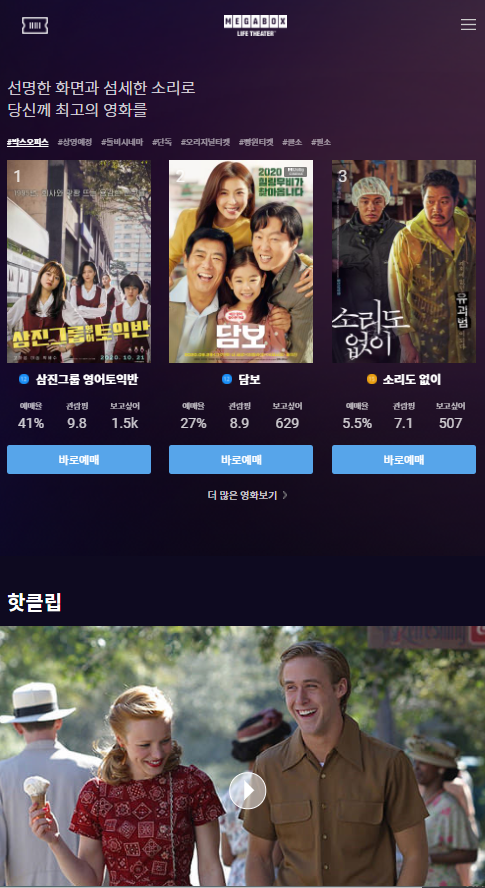 MEGABOX
LIFE THEATER
선명한 화면과 섬세한 소리로
당신께 최고의 영화를
#박스오피스 #상영예정 #돌비시네마 #단독 #오리지널티켓 #빵원티켓 #클소 #필소
1
삼진그룹 영어토익반
2020. 10. 21
2
2020
힐링무비가
찾아옵니다
담보
3
소리도
없이
유괴범
12 삼진그룹 영어토익반
예매율 관람평 보고싶어
41% 9.8 1.5k
바로예매
12 담보
예매율 관람평 보고싶어
27% 8.9 629
바로예매
15 소리도 없이
예매율 관람평 보고싶어
5.5% 7.1 507
바로예매
더 많은 영화보기 >
핫클립